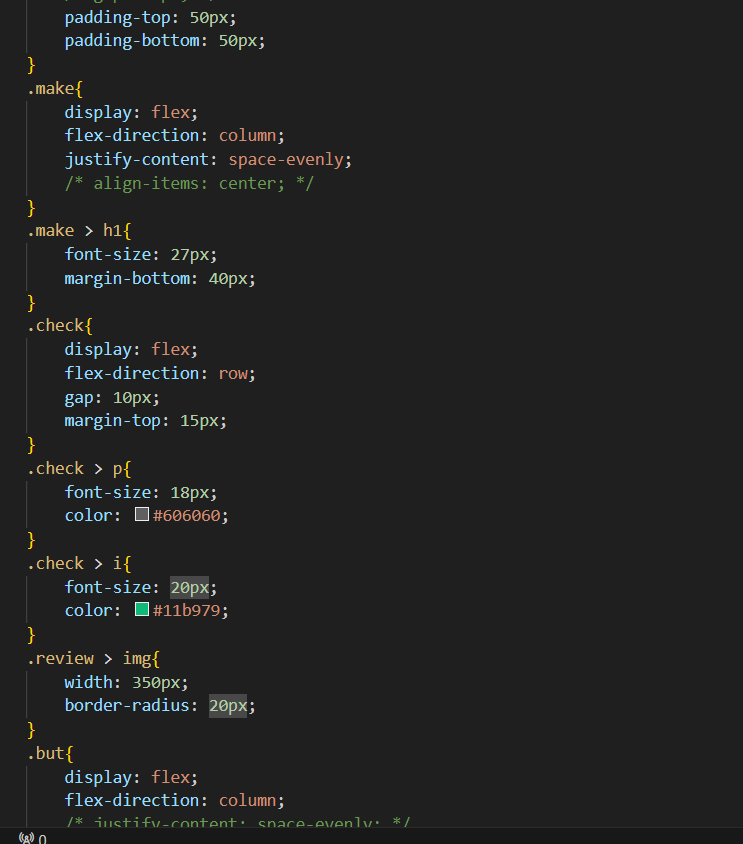 padding-top: 50px;
padding-bottom: 50px;
}
.make{
display: flex;
flex-direction: column;
justify-content: space-evenly;
/* align-items: center; */
}
.make > h1{
font-size: 27px;
margin-bottom: 40px;
}
.check{
display: flex;
flex-direction: row;
gap: 10px;
margin-top: 15px;
}
.check > p{
font-size: 18px;
color: #606060;
}
.check > i{
font-size: 20px;
color: #11b979;
}
.review > img{
width: 350px;
border-radius: 20px;
}
.but{
display: flex;
flex-direction: column;
/* justify-content: space-evenly; */
0